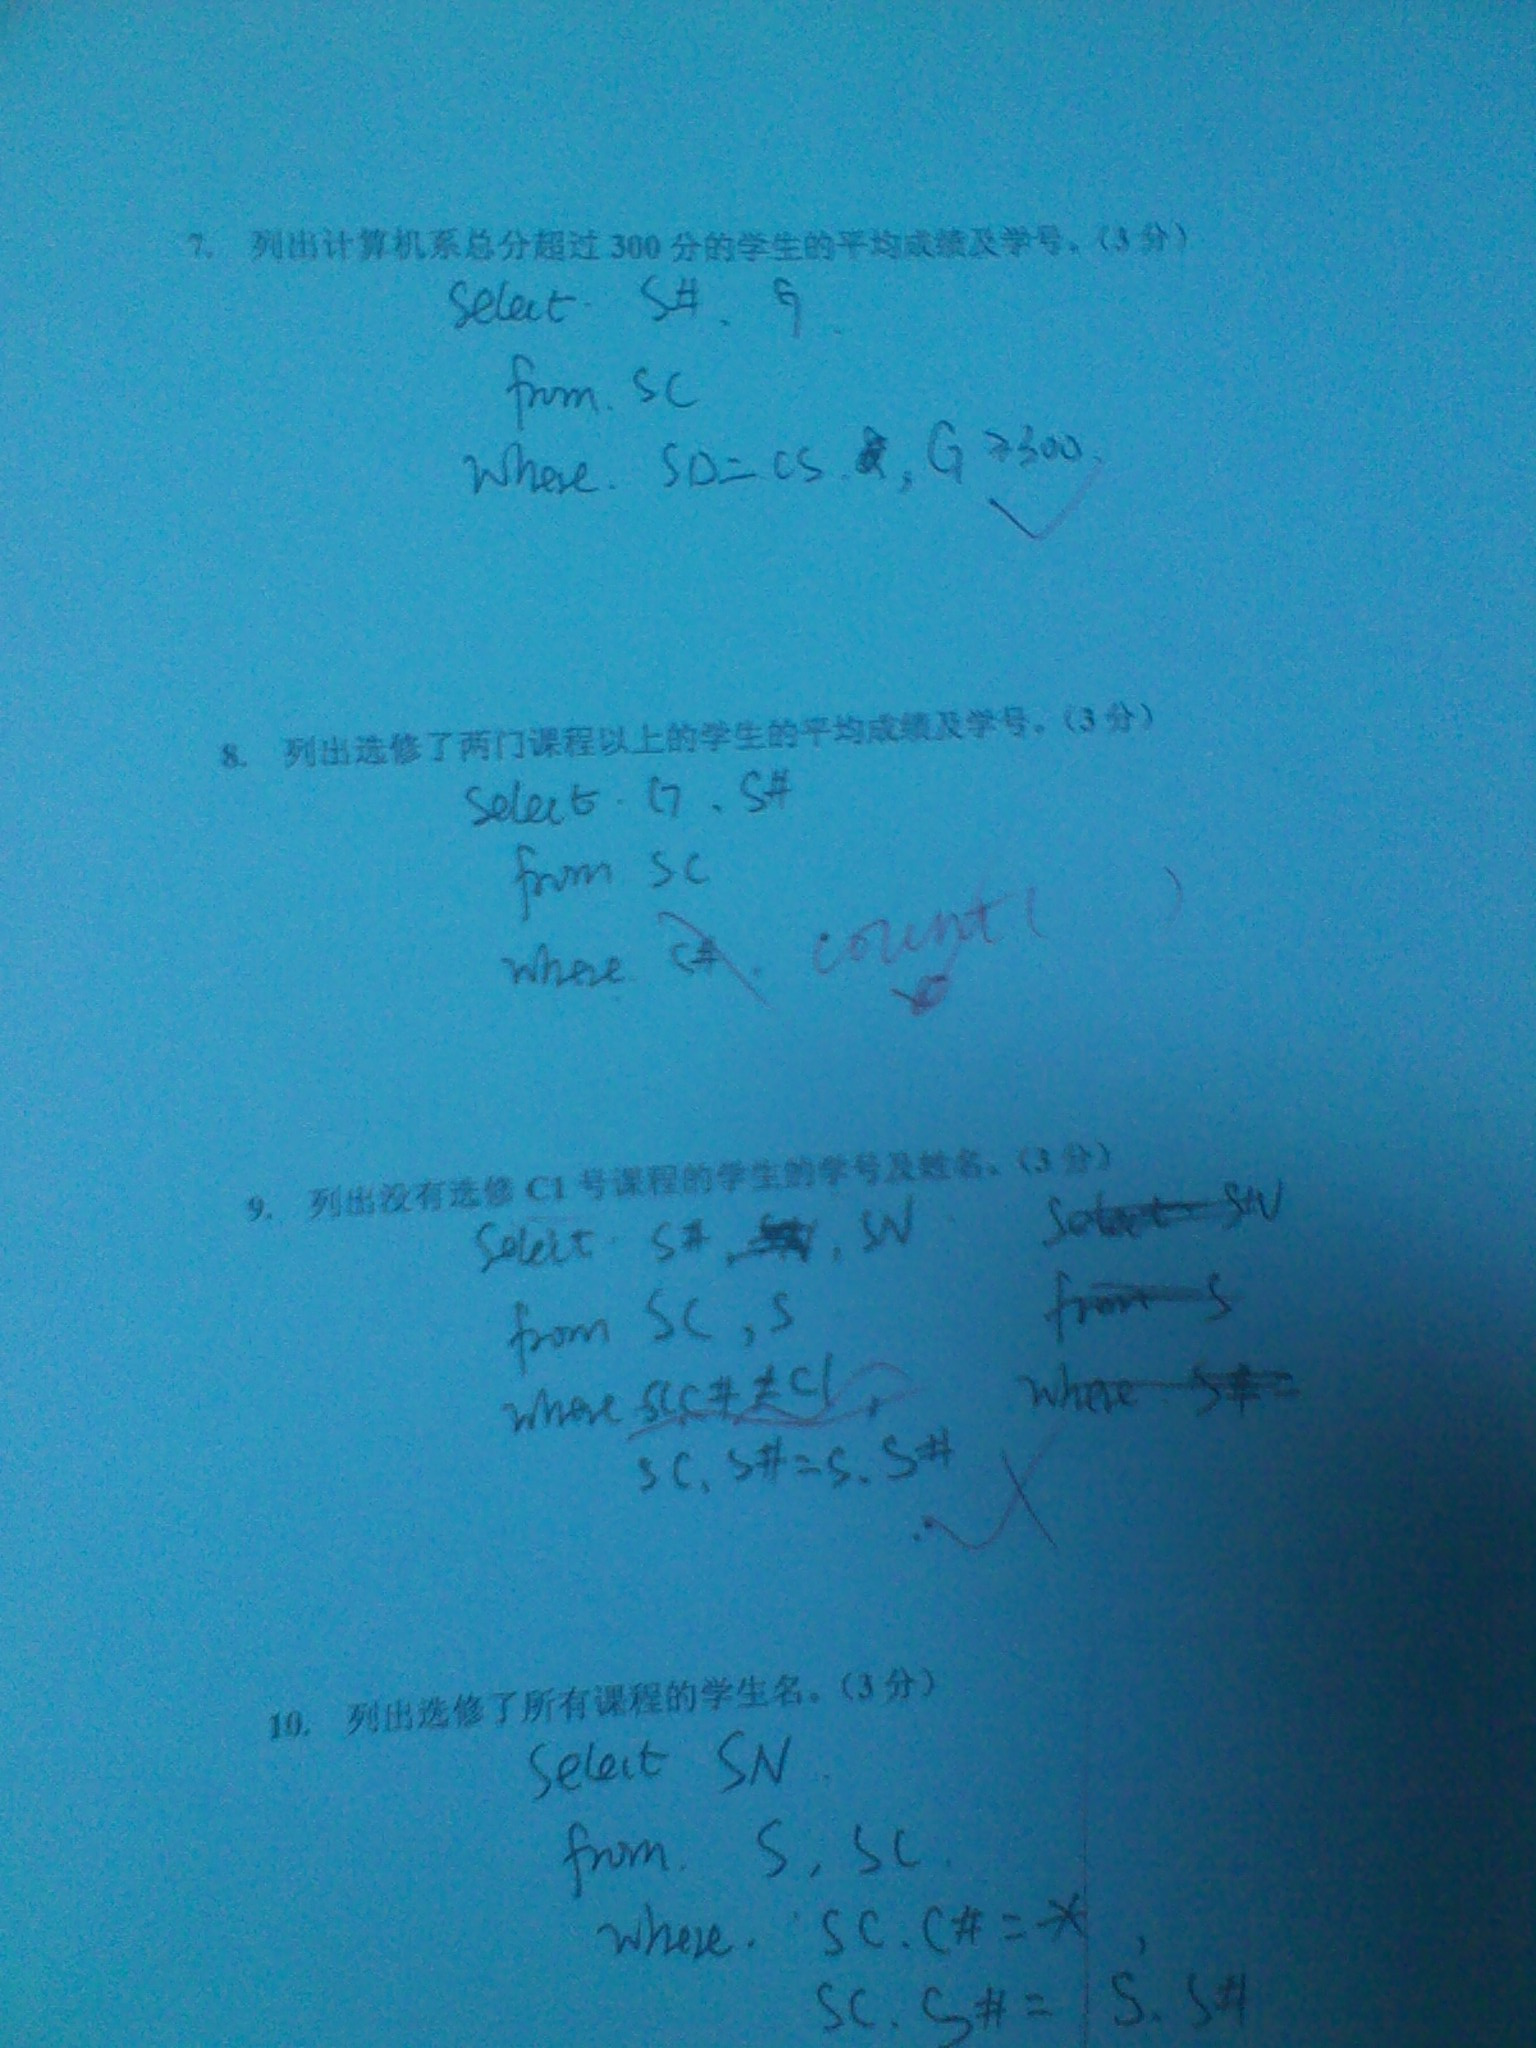 7. 列出计算机系总分超过 300 分的学生的平均成绩及学号。(3 分)
Select S#, G
from SC
where SD=CS , G ≥300
8. 列出选修了两门课程以上的学生的平均成绩及学号。(3 分)
Select G, S#
from SC
where C#. count( )
9. 列出没有选修 C1 号课程的学生的学号及姓名。(3 分)
Select S#, SN
Select SN
from SC, S
from S
where SC C# ≠ C1,
where S# =
SC. S#=S. S#
10. 列出选修了所有课程的学生名。(3 分)
Select SN
from S, SC
where SC. C# = * ,
SC. S# = S. S#